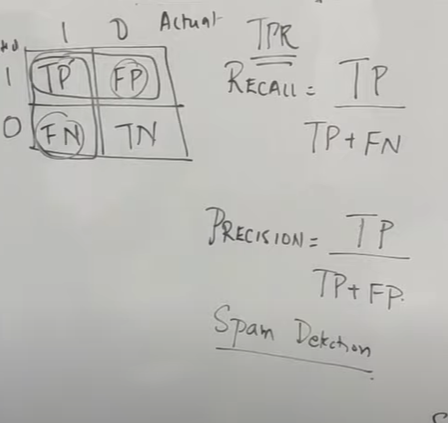 1 0 Actual
1 TP FP
0 FN TN
TPR
RECALL = TP
TP + FN
PRECISION = TP
TP + FP
Spam Detection